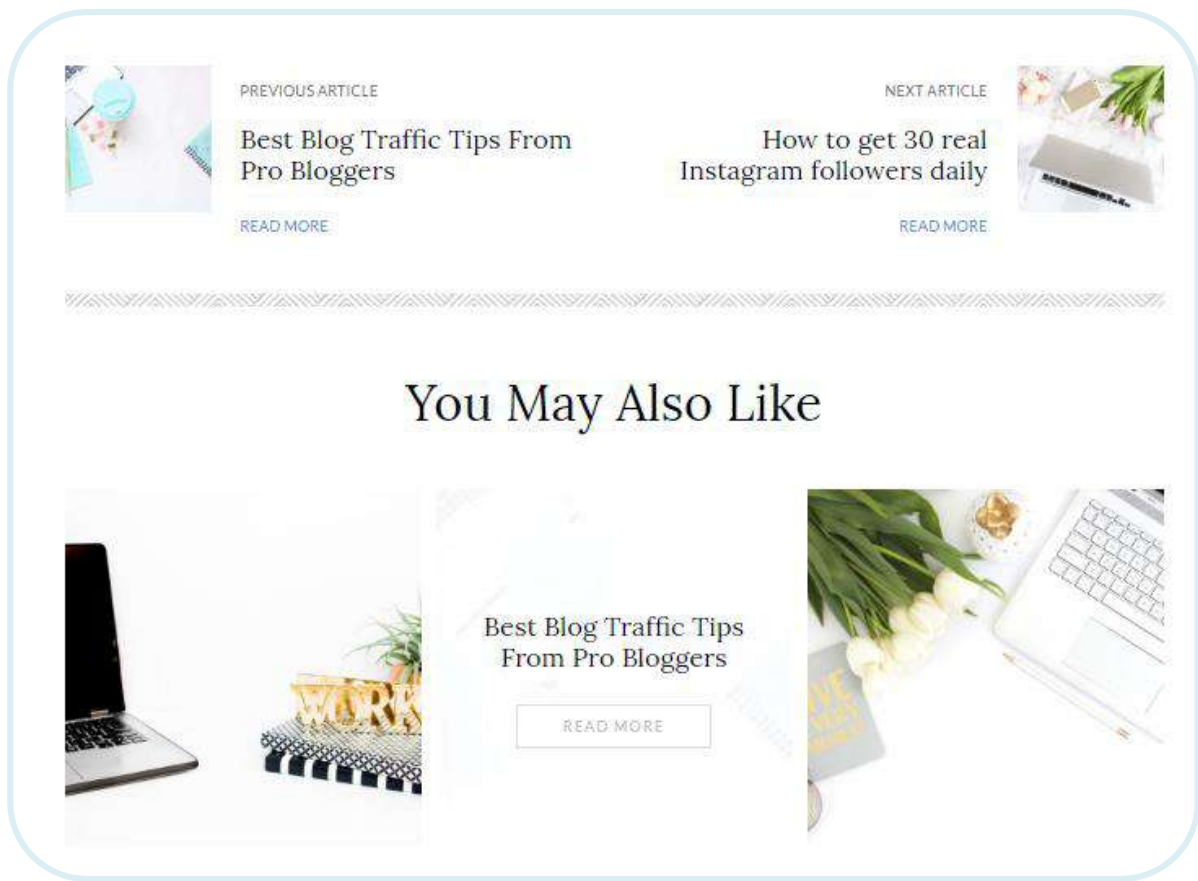 PREVIOUS ARTICLE
Best Blog Traffic Tips From
Pro Bloggers
READ MORE
NEXT ARTICLE
How to get 30 real
Instagram followers daily
READ MORE
You May Also Like
WORK
Best Blog Traffic Tips
From Pro Bloggers
READ MORE